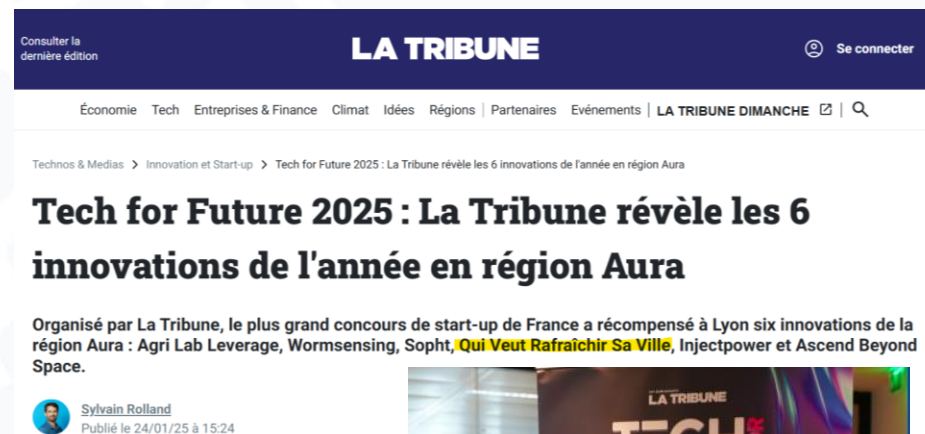 Consulter la
dernière édition
LA TRIBUNE
Se connecter
Économie Tech Entreprises & Finance Climat Idées Régions | Partenaires Evénements | LA TRIBUNE DIMANCHE |
Technos & Medias > Innovation et Start-up > Tech for Future 2025 : La Tribune révèle les 6 innovations de l'année en région Aura
Tech for Future 2025 : La Tribune révèle les 6
innovations de l'année en région Aura
Organisé par La Tribune, le plus grand concours de start-up de France a récompensé à Lyon six innovations de la
région Aura : Agri Lab Leverage, Wormsensing, Sopht, Qui Veut Rafraîchir Sa Ville, Injectpower et Ascend Beyond
Space.
Sylvain Rolland
Publié le 24/01/25 à 15:24
LA TRIBUNE
TECH